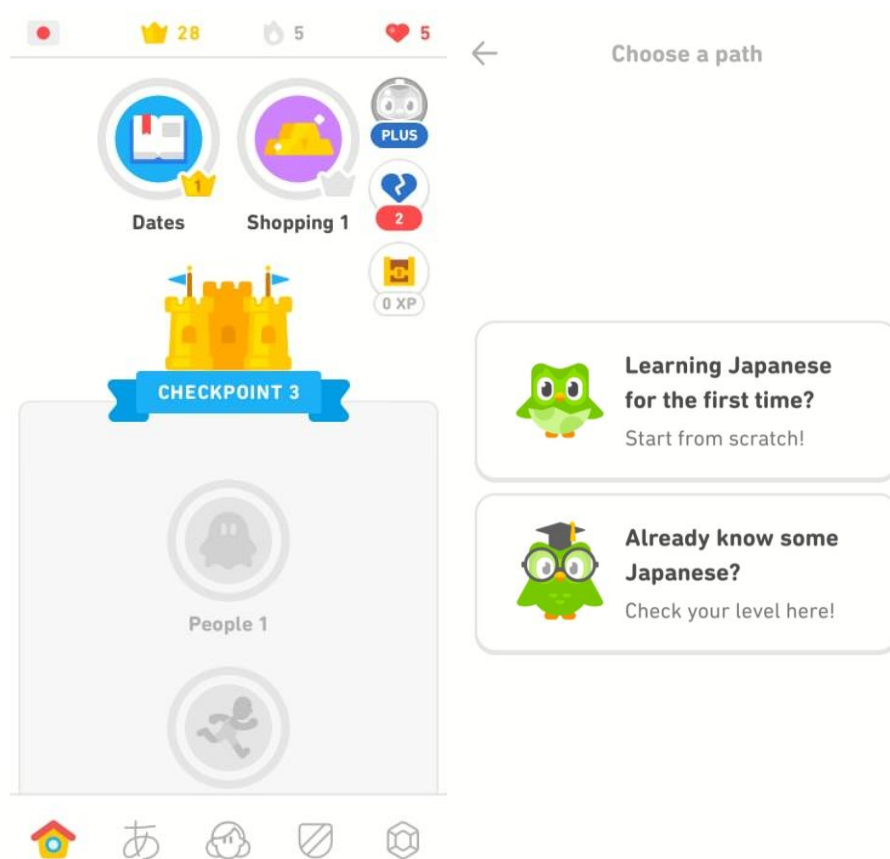 28 5 5
PLUS
1
2
Dates Shopping 1
0 XP
CHECKPOINT 3
People 1
あ
Choose a path
Learning Japanese
for the first time?
Start from scratch!
Already know some
Japanese?
Check your level here!